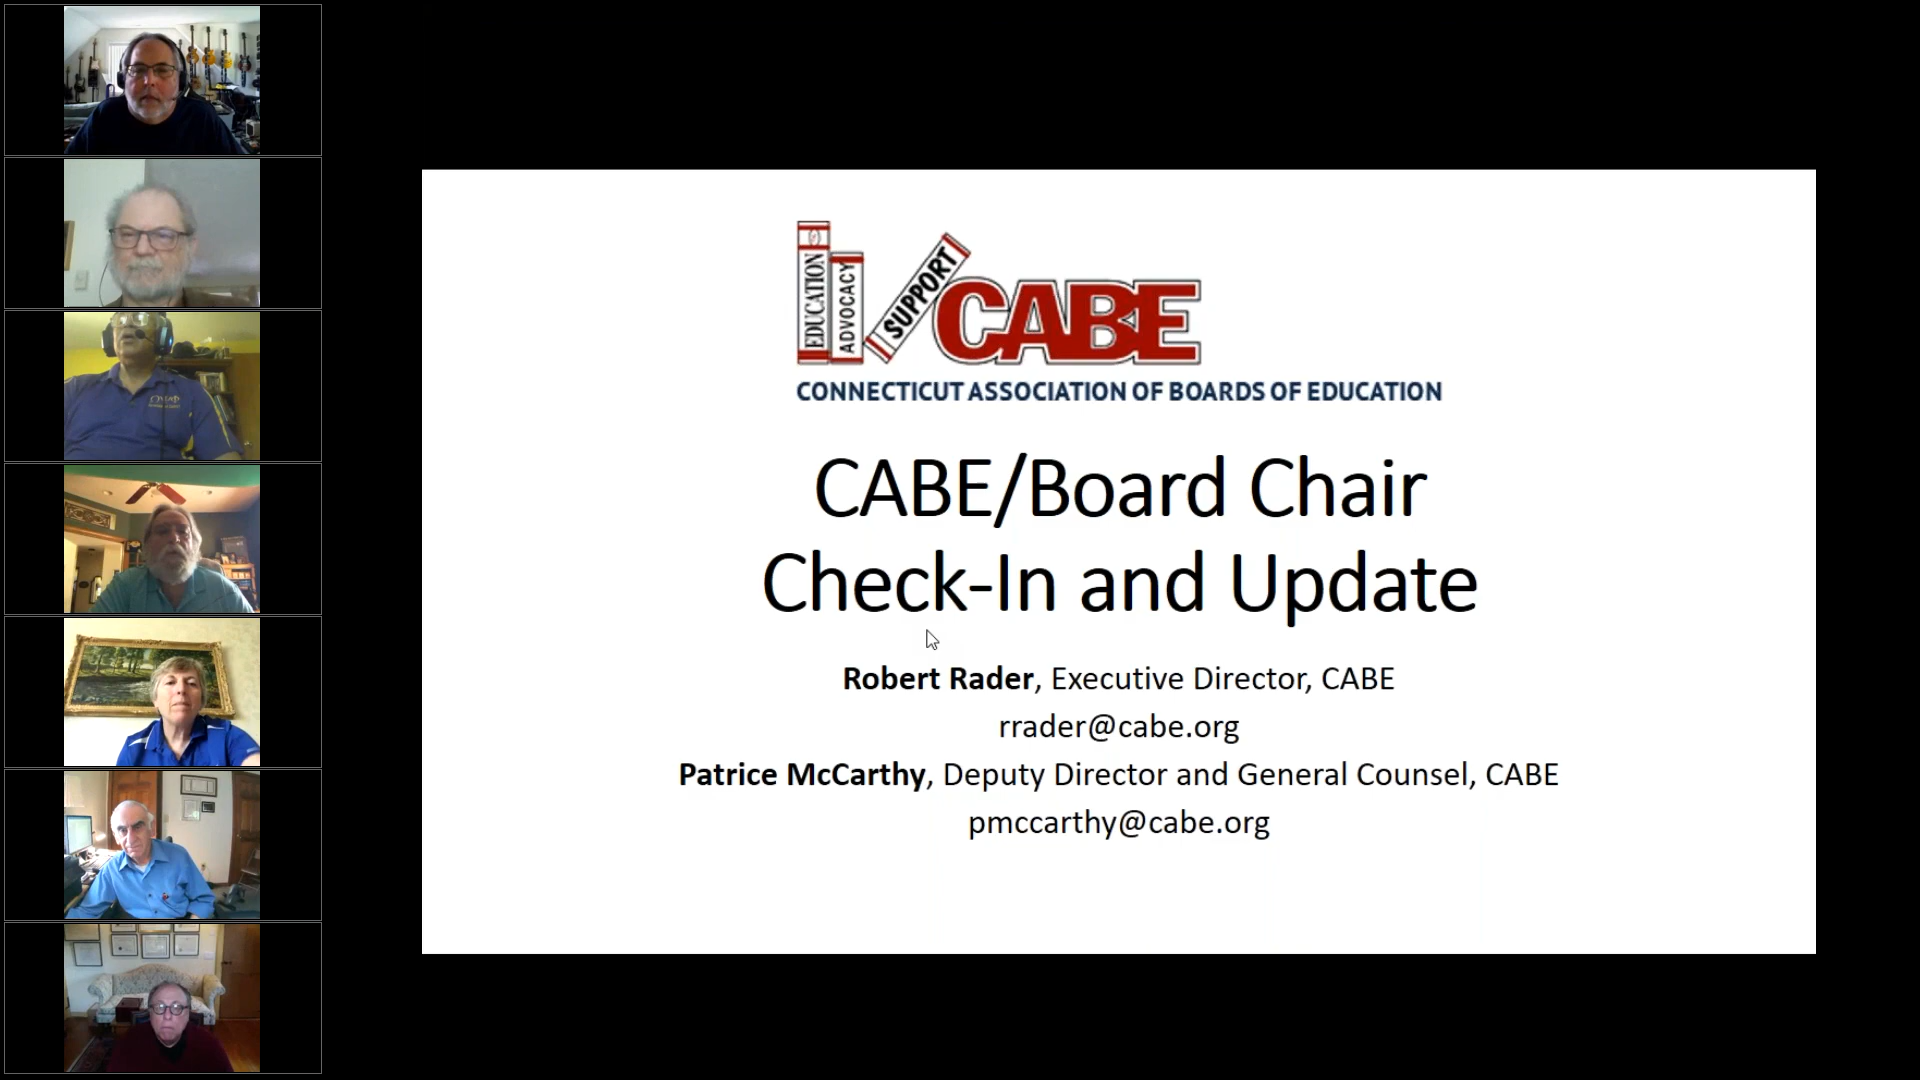 EDUCATION
ADVOCACY
SUPPORT
CABE
CONNECTICUT ASSOCIATION OF BOARDS OF EDUCATION
CABE/Board Chair
Check-In and Update
Robert Rader, Executive Director, CABE
rrader@cabe.org
Patrice McCarthy, Deputy Director and General Counsel, CABE
pmccarthy@cabe.org